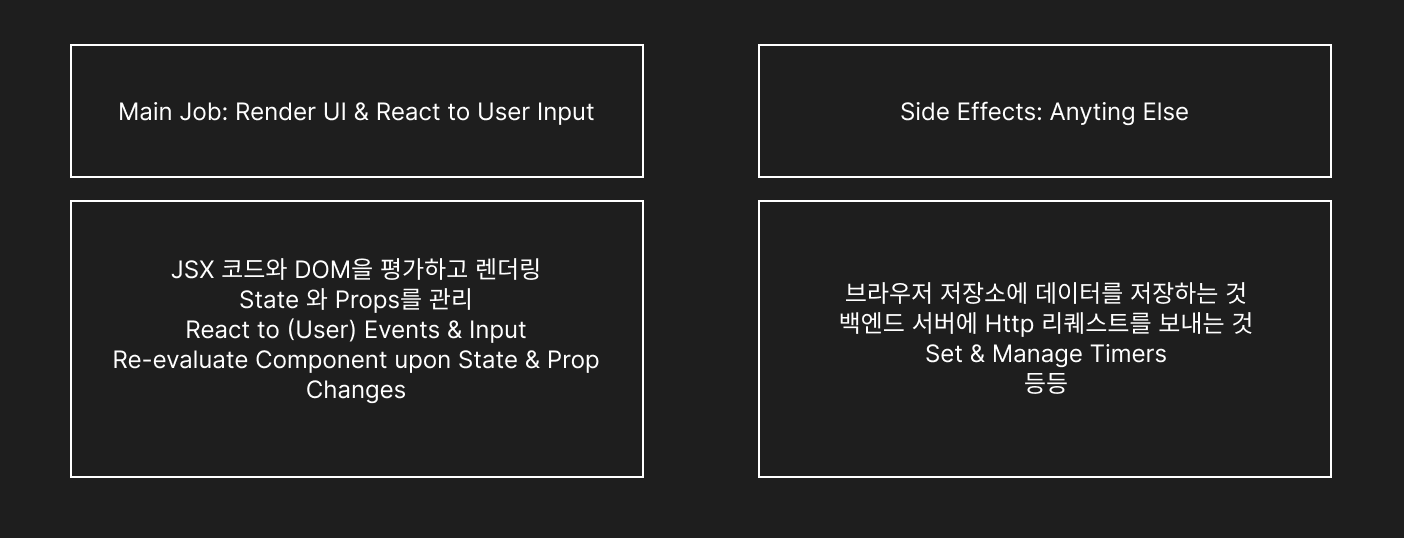 Main Job: Render UI & React to User Input
JSX 코드와 DOM을 평가하고 렌더링
State 와 Props를 관리
React to (User) Events & Input
Re-evaluate Component upon State & Prop
Changes
Side Effects: Anyting Else
브라우저 저장소에 데이터를 저장하는 것
백엔드 서버에 Http 리퀘스트를 보내는 것
Set & Manage Timers
등등